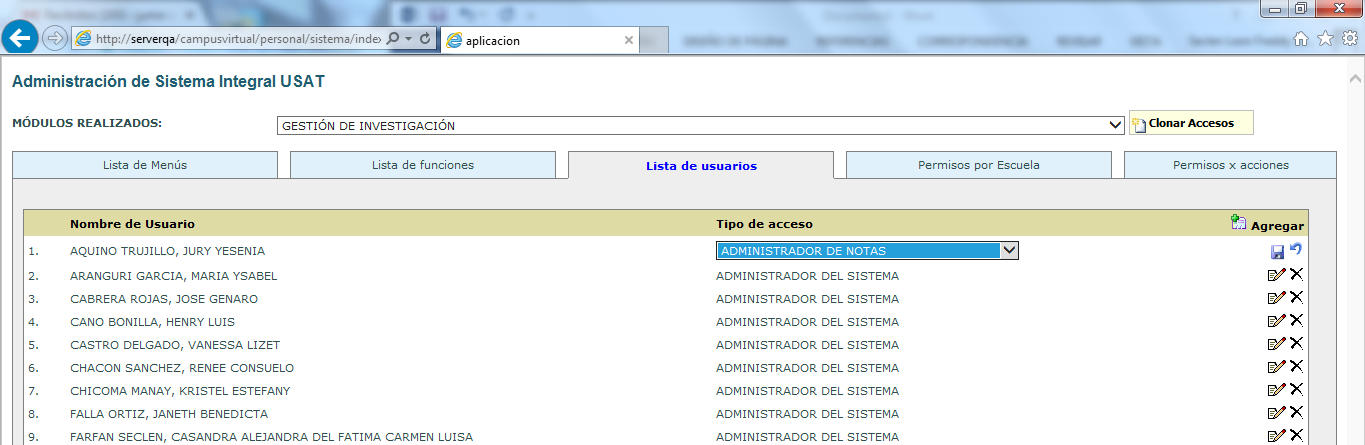 http://serverqa/campusvirtual/personal/sistema/index
aplicacion
Administración de Sistema Integral USAT
MÓDULOS REALIZADOS:
GESTIÓN DE INVESTIGACIÓN
Clonar Accesos
Lista de Menús
Lista de funciones
Lista de usuarios
Permisos por Escuela
Permisos x acciones
Nombre de Usuario Tipo de acceso Agregar
1. AQUINO TRUJILLO, JURY YESENIA ADMINISTRADOR DE NOTAS
2. ARANGURI GARCIA, MARIA YSABEL ADMINISTRADOR DEL SISTEMA
3. CABRERA ROJAS, JOSE GENARO ADMINISTRADOR DEL SISTEMA
4. CANO BONILLA, HENRY LUIS ADMINISTRADOR DEL SISTEMA
5. CASTRO DELGADO, VANESSA LIZET ADMINISTRADOR DEL SISTEMA
6. CHACON SANCHEZ, RENEE CONSUELO ADMINISTRADOR DEL SISTEMA
7. CHICOMA MANAY, KRISTEL ESTEFANY ADMINISTRADOR DEL SISTEMA
8. FALLA ORTIZ, JANETH BENEDICTA ADMINISTRADOR DEL SISTEMA
9. FARFAN SECLEN, CASANDRA ALEJANDRA DEL FATIMA CARMEN LUISA ADMINISTRADOR DEL SISTEMA